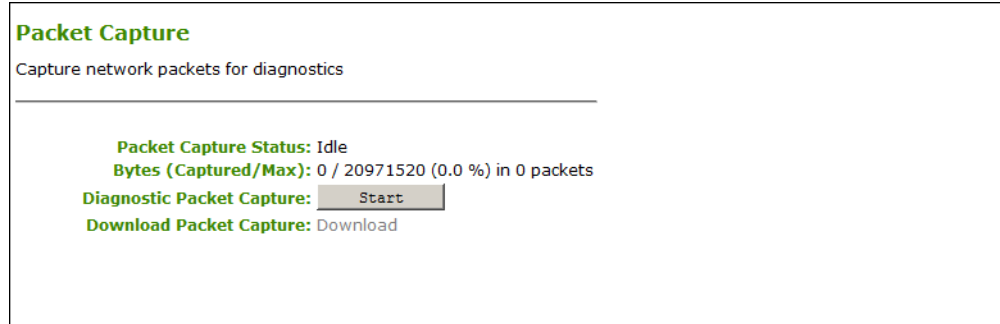 Packet Capture
Capture network packets for diagnostics
Packet Capture Status: Idle
Bytes (Captured/Max): 0 / 20971520 (0.0 %) in 0 packets
Diagnostic Packet Capture: Start
Download Packet Capture: Download